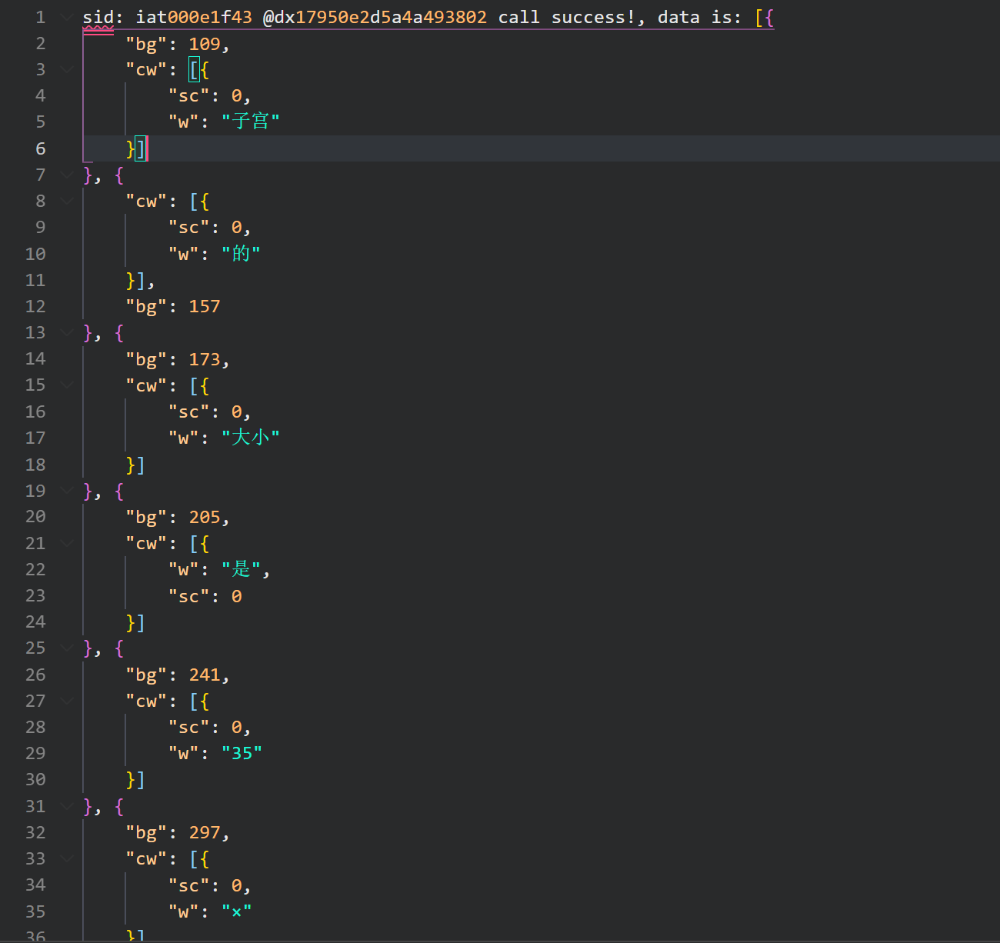 1 sid: iat000e1f43 @dx17950e2d5a4a493802 call success!, data is: [{
2 "bg": 109,
3 "cw": [{
4 "sc": 0,
5 "w": "子宫"
6 }]
7 }, {
8 "cw": [{
9 "sc": 0,
10 "w": "的"
11 }],
12 "bg": 157
13 }, {
14 "bg": 173,
15 "cw": [{
16 "sc": 0,
17 "w": "大小"
18 }]
19 }, {
20 "bg": 205,
21 "cw": [{
22 "w": "是",
23 "sc": 0
24 }]
25 }, {
26 "bg": 241,
27 "cw": [{
28 "sc": 0,
29 "w": "35"
30 }]
31 }, {
32 "bg": 297,
33 "cw": [{
34 "sc": 0,
35 "w": "×"
36 }]